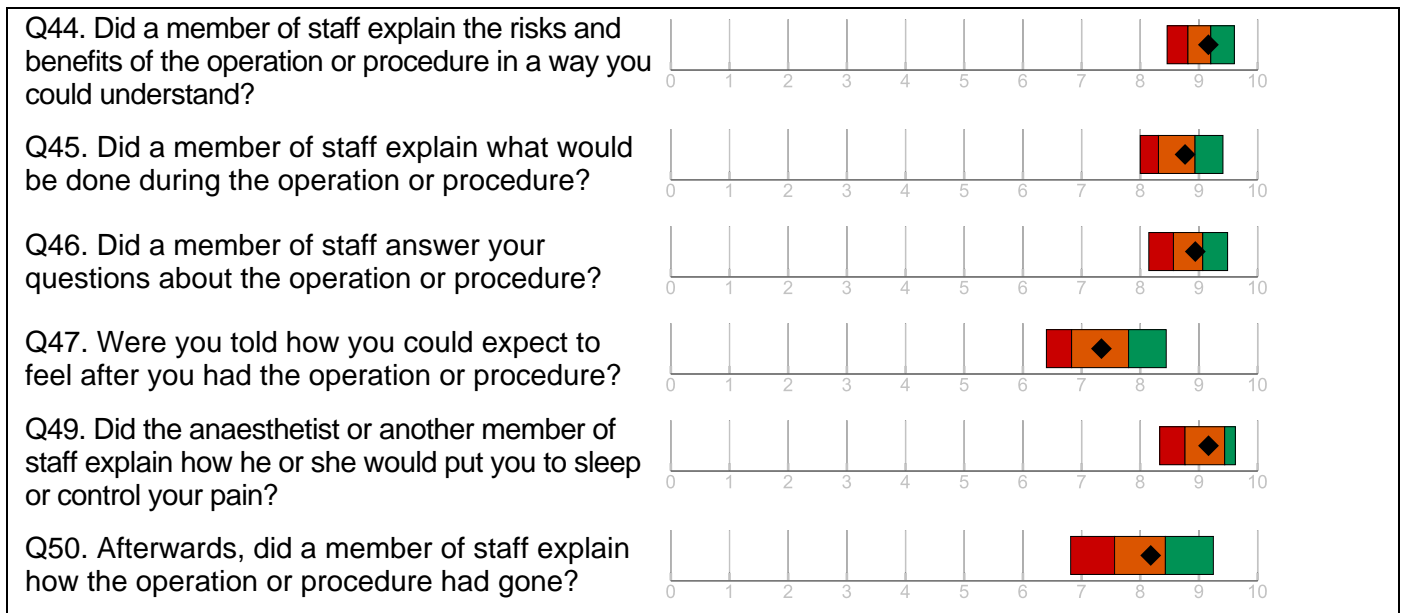 Q44. Did a member of staff explain the risks and
benefits of the operation or procedure in a way you
could understand?
0 1 2 3 4 5 6 7 8 9 10
Q45. Did a member of staff explain what would
be done during the operation or procedure?
0 1 2 3 4 5 6 7 8 9 10
Q46. Did a member of staff answer your
questions about the operation or procedure?
0 1 2 3 4 5 6 7 8 9 10
Q47. Were you told how you could expect to
feel after you had the operation or procedure?
0 1 2 3 4 5 6 7 8 9 10
Q49. Did the anaesthetist or another member of
staff explain how he or she would put you to sleep
or control your pain?
0 1 2 3 4 5 6 7 8 9 10
Q50. Afterwards, did a member of staff explain
how the operation or procedure had gone?
0 1 2 3 4 5 6 7 8 9 10